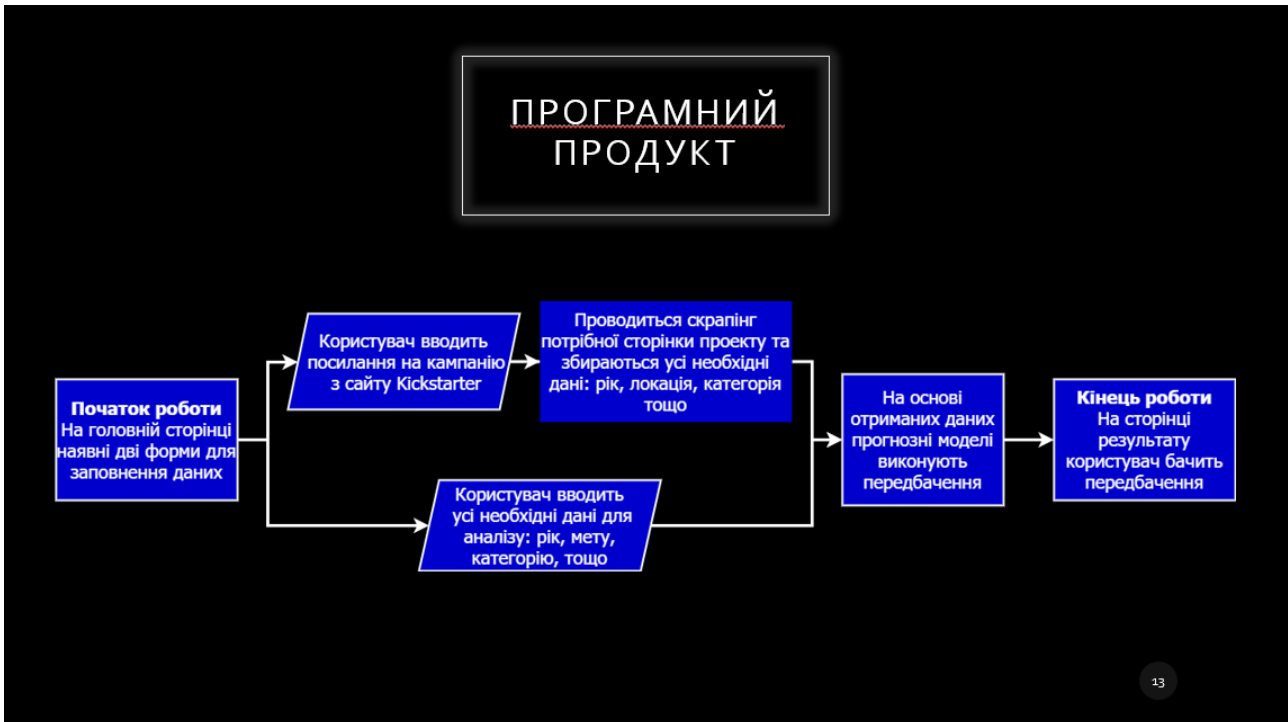 ПРОГРАМНИЙ
ПРОДУКТ
Початок роботи
На головній сторінці
наявні дві форми для
заповнення даних
Користувач вводить
посилання на кампанію
з сайту Kickstarter
Проводиться скрапінг
потрібної сторінки проекту та
збираються усі необхідні
дані: рік, локація, категорія
тощо
Користувач вводить
усі необхідні дані для
аналізу: рік, мету,
категорію, тощо
На основі
отриманих даних
прогнозні моделі
виконують
передбачення
Кінець роботи
На сторінці
результату
користувач бачить
передбачення
13